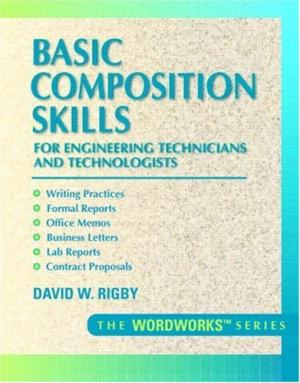 BASIC
COMPOSITION
SKILLS
FOR ENGINEERING TECHNICIANS
AND TECHNOLOGISTS
Writing Practices
Formal Reports
Office Memos
Business Letters
Lab Reports
Contract Proposals
DAVID W. RIGBY
THE WORDWORKS™ SERIES